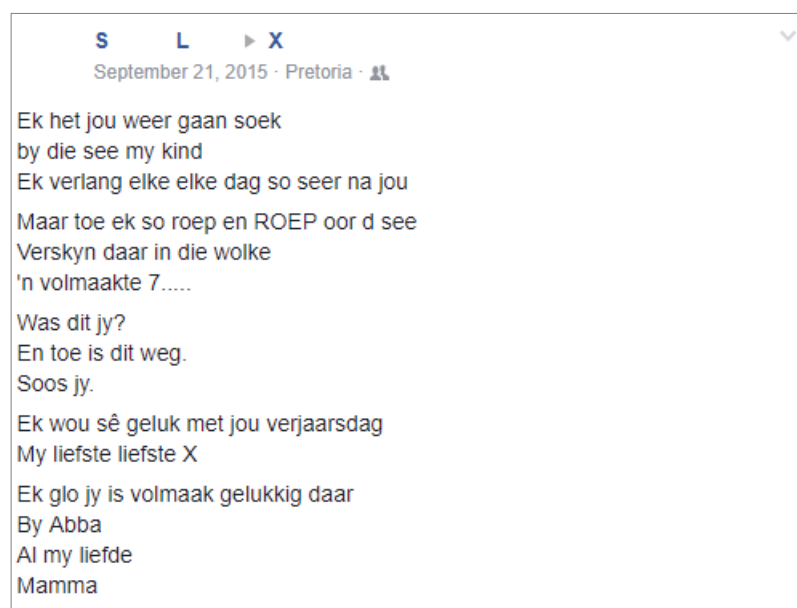 S L ▸ X
September 21, 2015 · Pretoria ·
Ek het jou weer gaan soek
by die see my kind
Ek verlang elke elke dag so seer na jou
Maar toe ek so roep en ROEP oor d see
Verskyn daar in die wolke
'n volmaakte 7.....
Was dit jy?
En toe is dit weg.
Soos jy.
Ek wou sê geluk met jou verjaarsdag
My liefste liefste X
Ek glo jy is volmaak gelukkig daar
By Abba
Al my liefde
Mamma